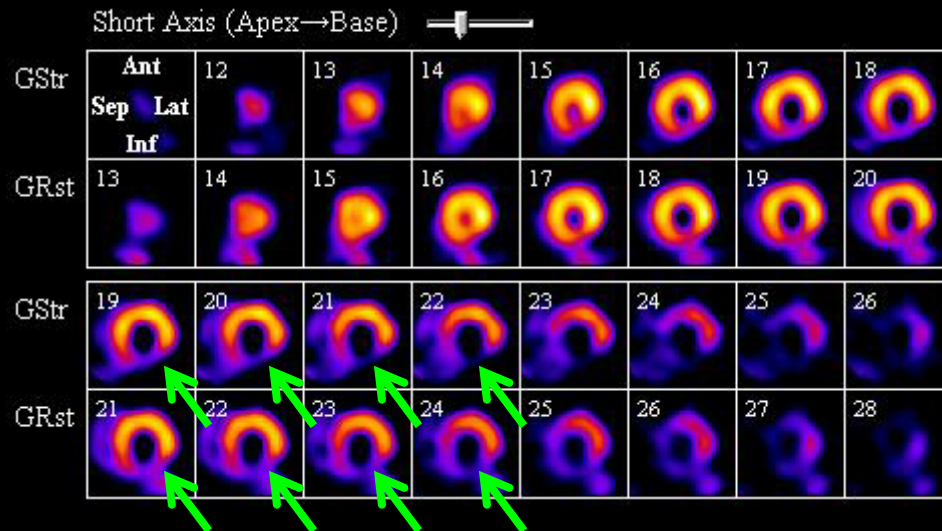 Short Axis (Apex→Base)
GStr
Ant
Sep Lat
Inf
12 13 14 15 16 17 18
GRst
13 14 15 16 17 18 19 20
GStr
19 20 21 22 23 24 25 26
GRst
21 22 23 24 25 26 27 28